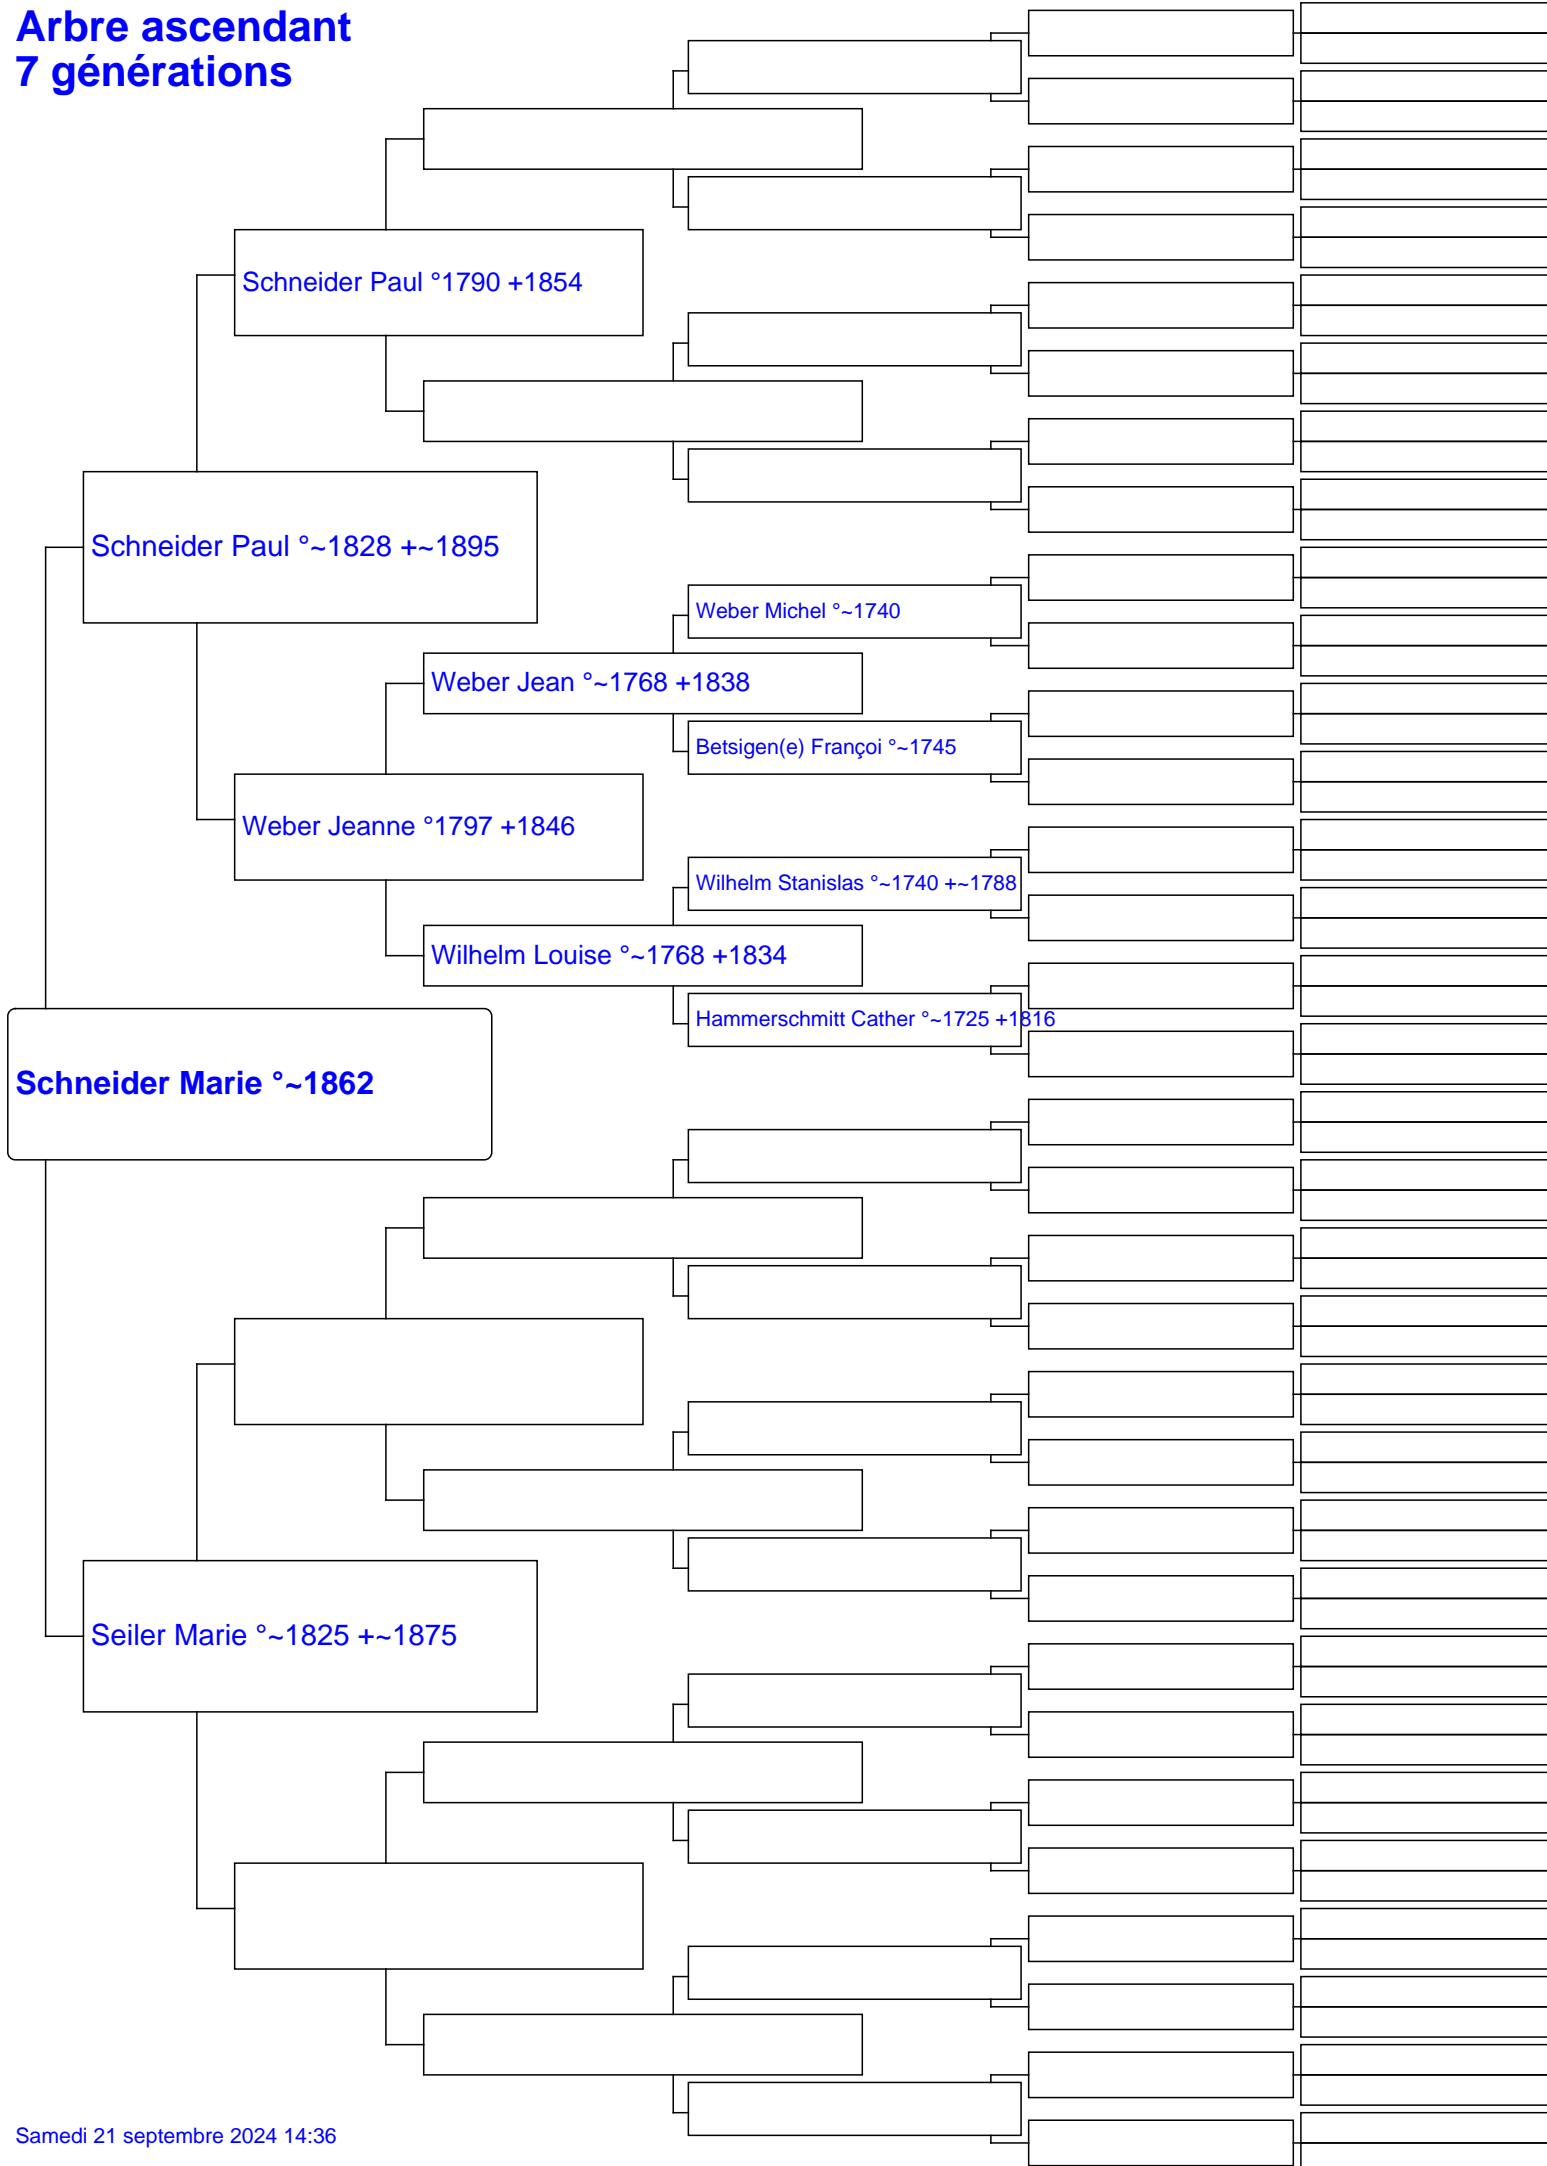 Arbre ascendant
7 générations
Schneider Paul °1790 +1854
Schneider Paul °~1828 +~1895
Weber Michel °~1740
Weber Jean °~1768 +1838
Betsigen(e) Françoi °~1745
Weber Jeanne °1797 +1846
Wilhelm Stanislas °~1740 +~1788
Wilhelm Louise °~1768 +1834
Hammerschmitt Cather °~1725 +1816
Schneider Marie °~1862
Seiler Marie °~1825 +~1875
Samedi 21 septembre 2024 14:36